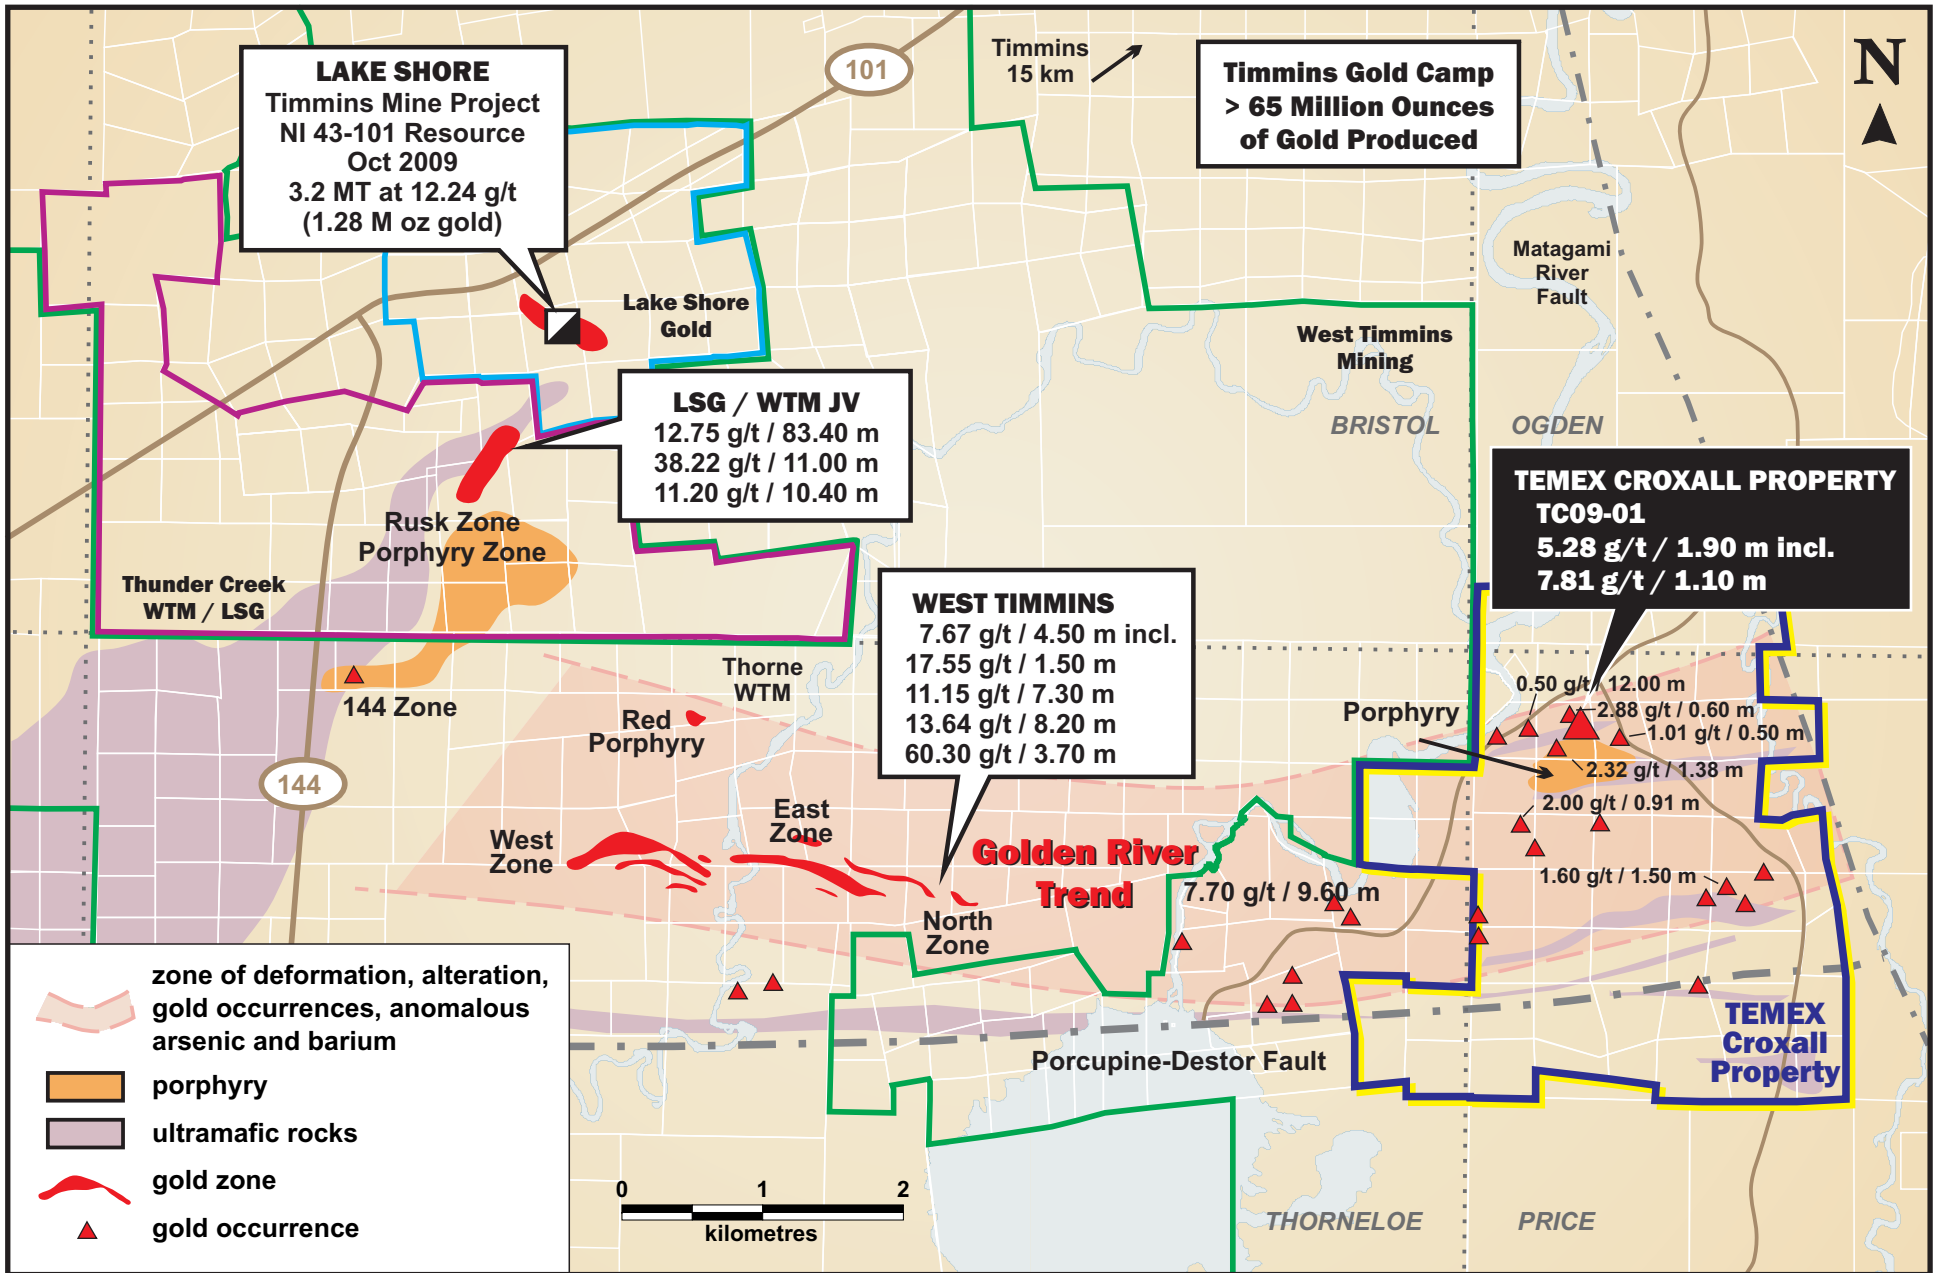 LAKE SHORE
Timmins Mine Project
NI 43-101 Resource
Oct 2009
3.2 MT at 12.24 g/t
(1.28 M oz gold)
101
Timmins
15 km
Timmins Gold Camp
> 65 Million Ounces
of Gold Produced
N
Matagami
River
Fault
Lake Shore
Gold
West Timmins
Mining
BRISTOL
OGDEN
LSG / WTM JV
12.75 g/t / 83.40 m
38.22 g/t / 11.00 m
11.20 g/t / 10.40 m
TEMEX CROXALL PROPERTY
TC09-01
5.28 g/t / 1.90 m incl.
7.81 g/t / 1.10 m
Rusk Zone
Porphyry Zone
Thunder Creek
WTM / LSG
WEST TIMMINS
7.67 g/t / 4.50 m incl.
17.55 g/t / 1.50 m
11.15 g/t / 7.30 m
13.64 g/t / 8.20 m
60.30 g/t / 3.70 m
Thorne
WTM
144 Zone
Red
Porphyry
Porphyry
0.50 g/t / 12.00 m
2.88 g/t / 0.60 m
1.01 g/t / 0.50 m
2.32 g/t / 1.38 m
2.00 g/t / 0.91 m
1.60 g/t / 1.50 m
144
West
Zone
East
Zone
Golden River
Trend
7.70 g/t / 9.60 m
North
Zone
Porcupine-Destor Fault
TEMEX
Croxall
Property
zone of deformation, alteration,
gold occurrences, anomalous
arsenic and barium
porphyry
ultramafic rocks
gold zone
gold occurrence
0 1 2
kilometres
THORNELOE
PRICE